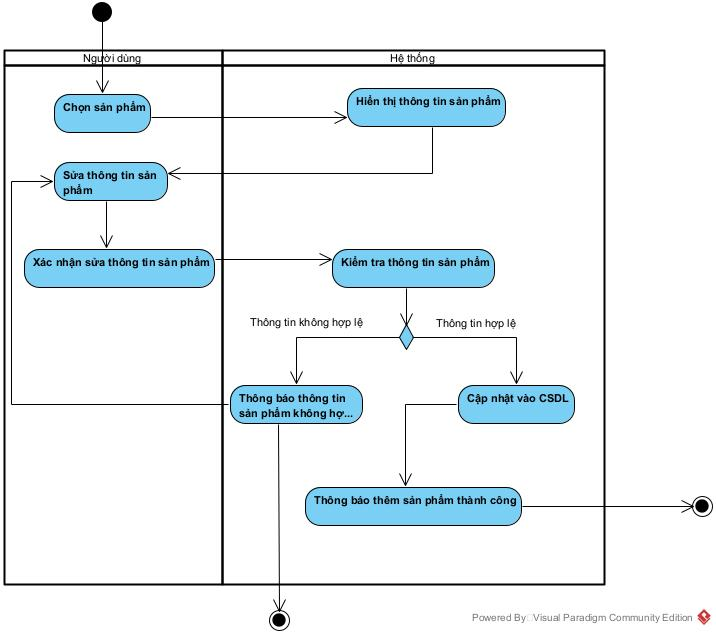 Người dùng
Hệ thống
Chọn sản phẩm
Hiển thị thông tin sản phẩm
Sửa thông tin sản
phẩm
Xác nhận sửa thông tin sản phẩm
Kiểm tra thông tin sản phẩm
Thông tin không hợp lệ
Thông tin hợp lệ
Thông báo thông tin
sản phẩm không hợ...
Cập nhật vào CSDL
Thông báo thêm sản phẩm thành công
Powered By Visual Paradigm Community Edition